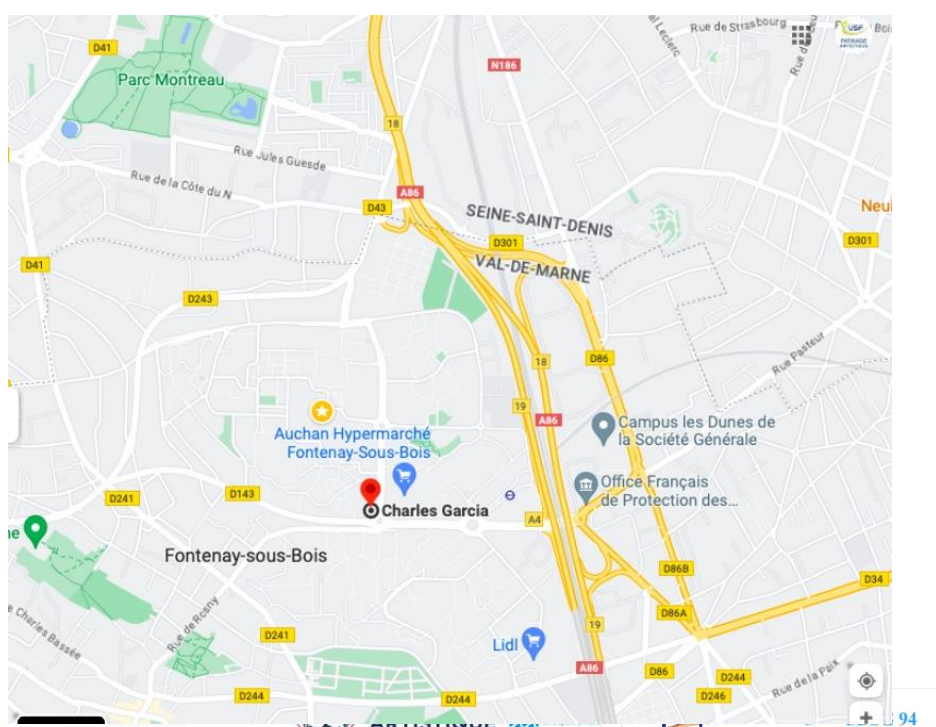 Rue de Strasbourg
USF
D41
N186
Parc Montreau
18
Rue Jules Guesde
Rue de la Côte du N
A86
D43
SEINE-SAINT-DENIS
Neui
D301
D301
D41
VAL-DE-MARNE
D243
Rue Pasteur
D86
18
19
A86
Campus les Dunes de
la Société Générale
Auchan Hypermarché
Fontenay-Sous-Bois
Office Français
de Protection des...
D143
D241
Charles Garcia
A4
Fontenay-sous-Bois
D86B
D34
D86A
Charles Bassée
Rue de Rosny
D241
19
Lidl
A86
D86
D244
Rue de la Paix
D244
D244
D246
94